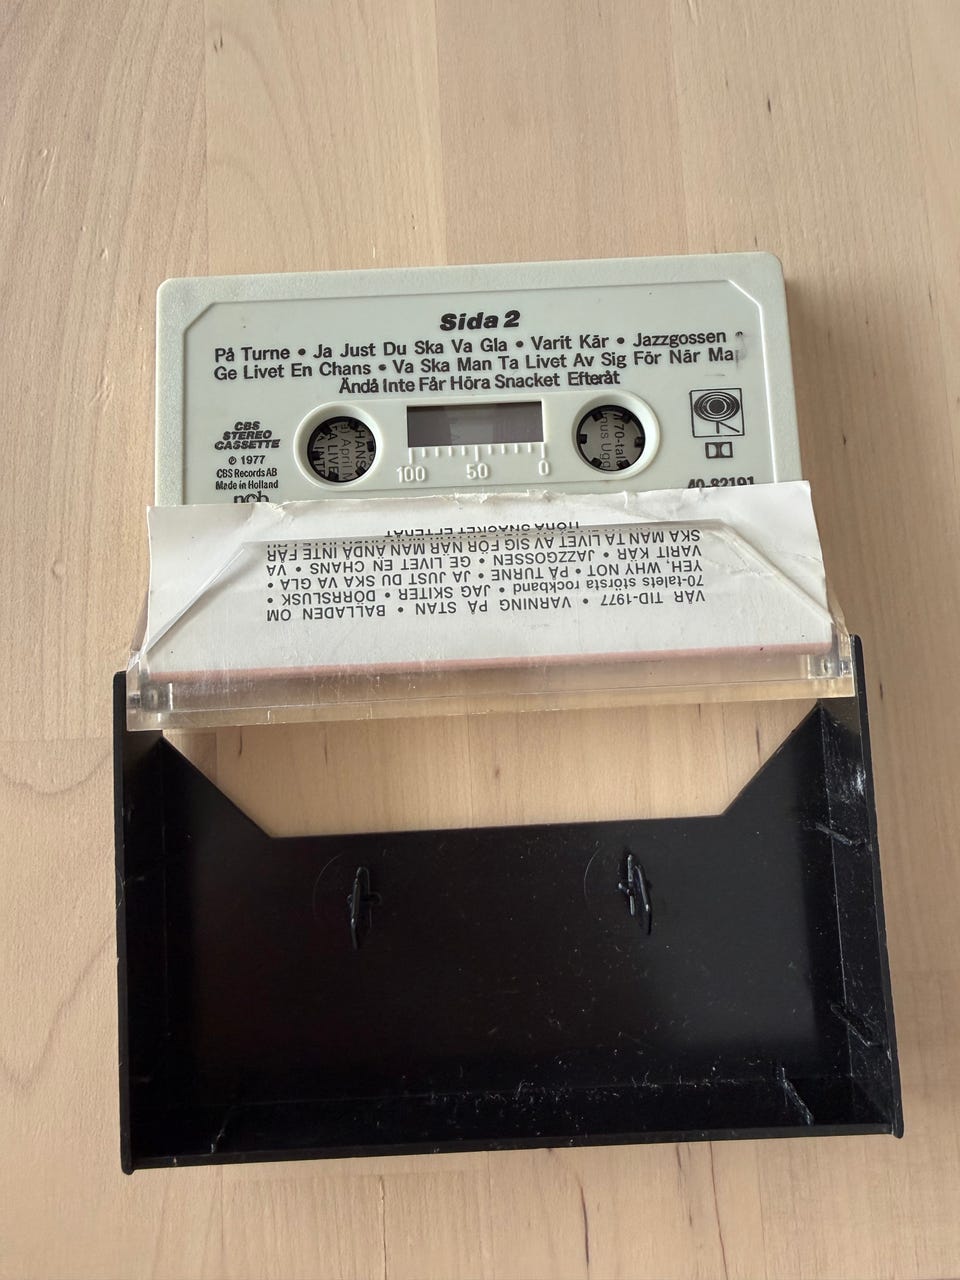 Sida 2
På Turne • Ja Just Du Ska Va Gla • Varit Kär • Jazzgossen •
Ge Livet En Chans • Va Ska Man Ta Livet Av Sig För När Ma
Ändå Inte Får Höra Snacket Efteråt
CBS
STEREO
CASSETTE
℗ 1977
CBS Records AB
Made in Holland
ncb
100 50 0
40-82191
VÅR TID-1977 • VARNING PÅ STAN • BALLADEN OM
70-talets största rockband • JAG SKITER • DÖRRSLUSK •
YEH, WHY NOT • PÅ TURNE • JA JUST DU SKA VA GLA •
VARIT KÄR • JAZZGOSSEN • GE LIVET EN CHANS • VA
SKA MAN TA LIVET AV SIG FÖR NÄR MAN ÄNDÅ INTE FÅR
HÖRA SNACKET EFTERÅT